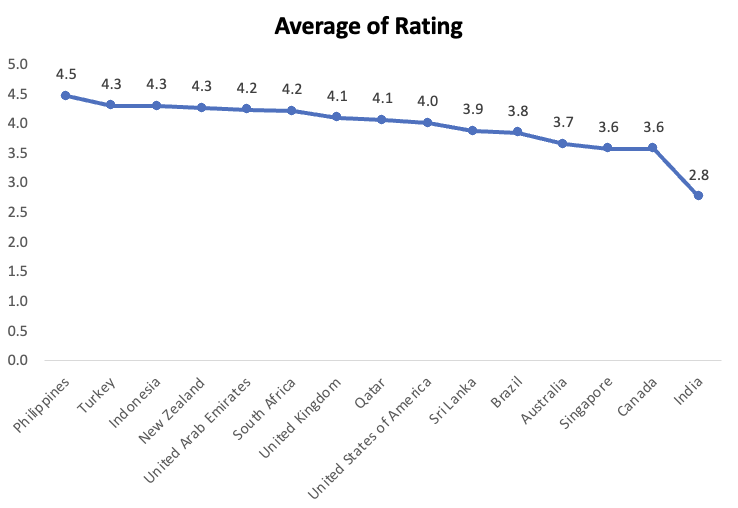 Average of Rating
5.0
4.5
4.0
3.5
3.0
2.5
2.0
1.5
1.0
0.5
0.0
4.5
4.3
4.3
4.3
4.2
4.2
4.1
4.1
4.0
3.9
3.8
3.7
3.6
3.6
2.8
Philippines
Turkey
Indonesia
New Zealand
United Arab Emirates
South Africa
United Kingdom
Qatar
United States of America
Sri Lanka
Brazil
Australia
Singapore
Canada
India